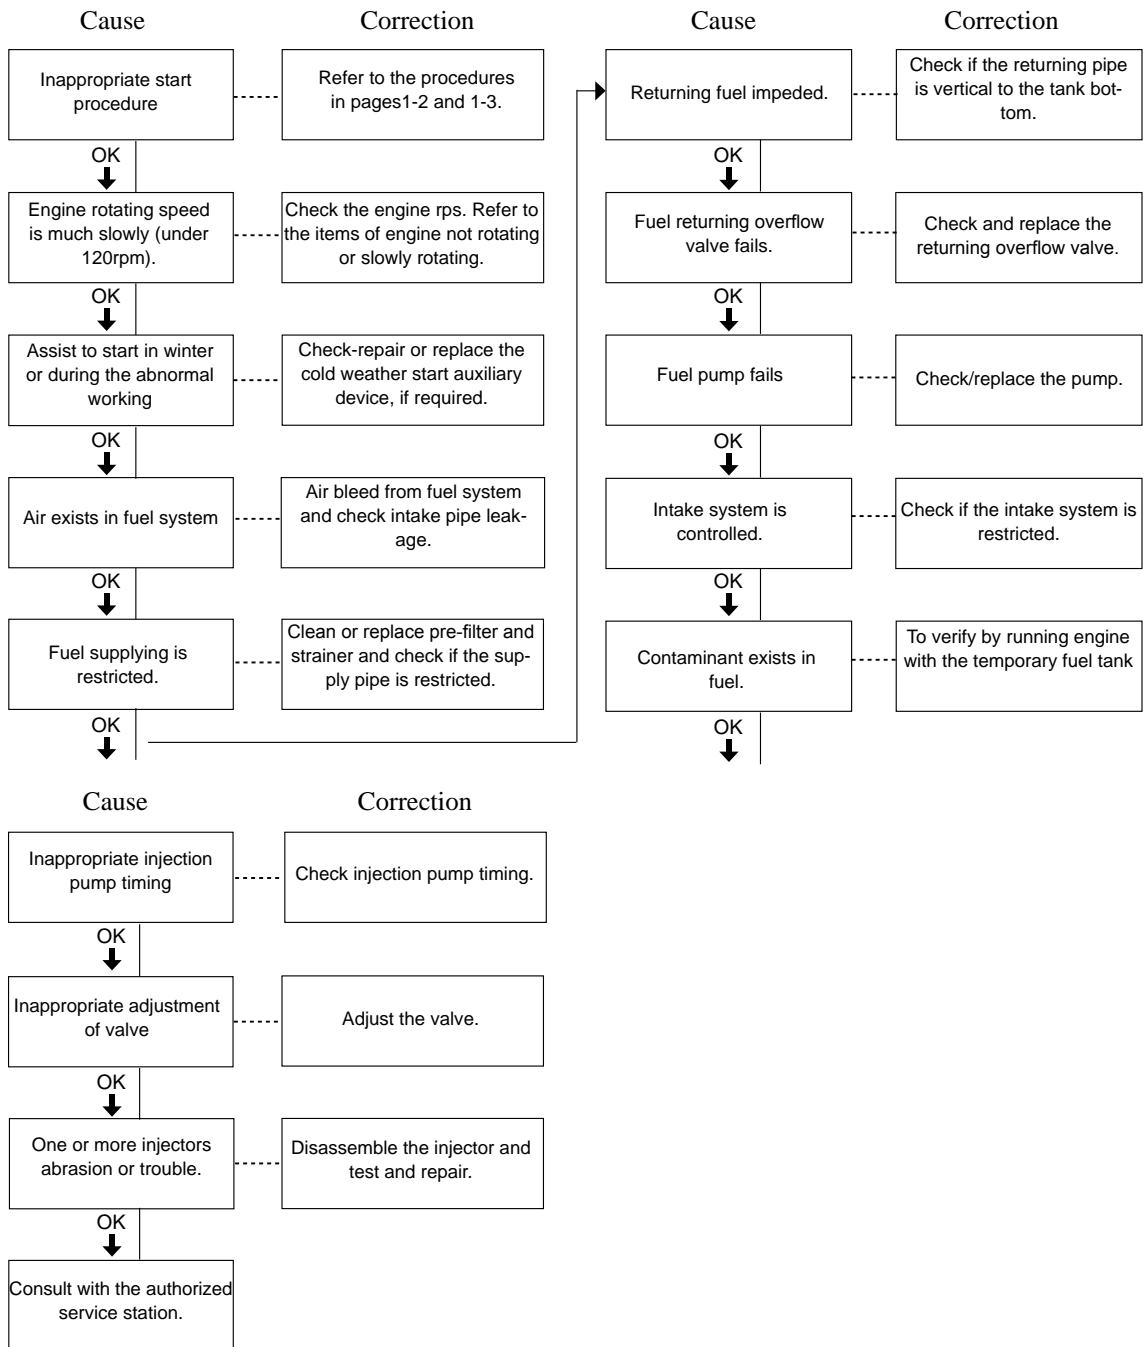 Cause
Correction
Inappropriate start
procedure
Refer to the procedures
in pages1-2 and 1-3.
OK
Engine rotating speed
is much slowly (under
120rpm).
Check the engine rps. Refer to
the items of engine not rotating
or slowly rotating.
OK
Assist to start in winter
or during the abnormal
working
Check-repair or replace the
cold weather start auxiliary
device, if required.
OK
Air exists in fuel system
Air bleed from fuel system
and check intake pipe leak-
age.
OK
Fuel supplying is
restricted.
Clean or replace pre-filter and
strainer and check if the sup-
ply pipe is restricted.
OK
Cause
Correction
Returning fuel impeded.
Check if the returning pipe
is vertical to the tank bot-
tom.
OK
Fuel returning overflow
valve fails.
Check and replace the
returning overflow valve.
OK
Fuel pump fails
Check/replace the pump.
OK
Intake system is
controlled.
Check if the intake system is
restricted.
OK
Contaminant exists in
fuel.
To verify by running engine
with the temporary fuel tank
OK
Cause
Correction
Inappropriate injection
pump timing
Check injection pump timing.
OK
Inappropriate adjustment
of valve
Adjust the valve.
OK
One or more injectors
abrasion or trouble.
Disassemble the injector and
test and repair.
OK
Consult with the authorized
service station.